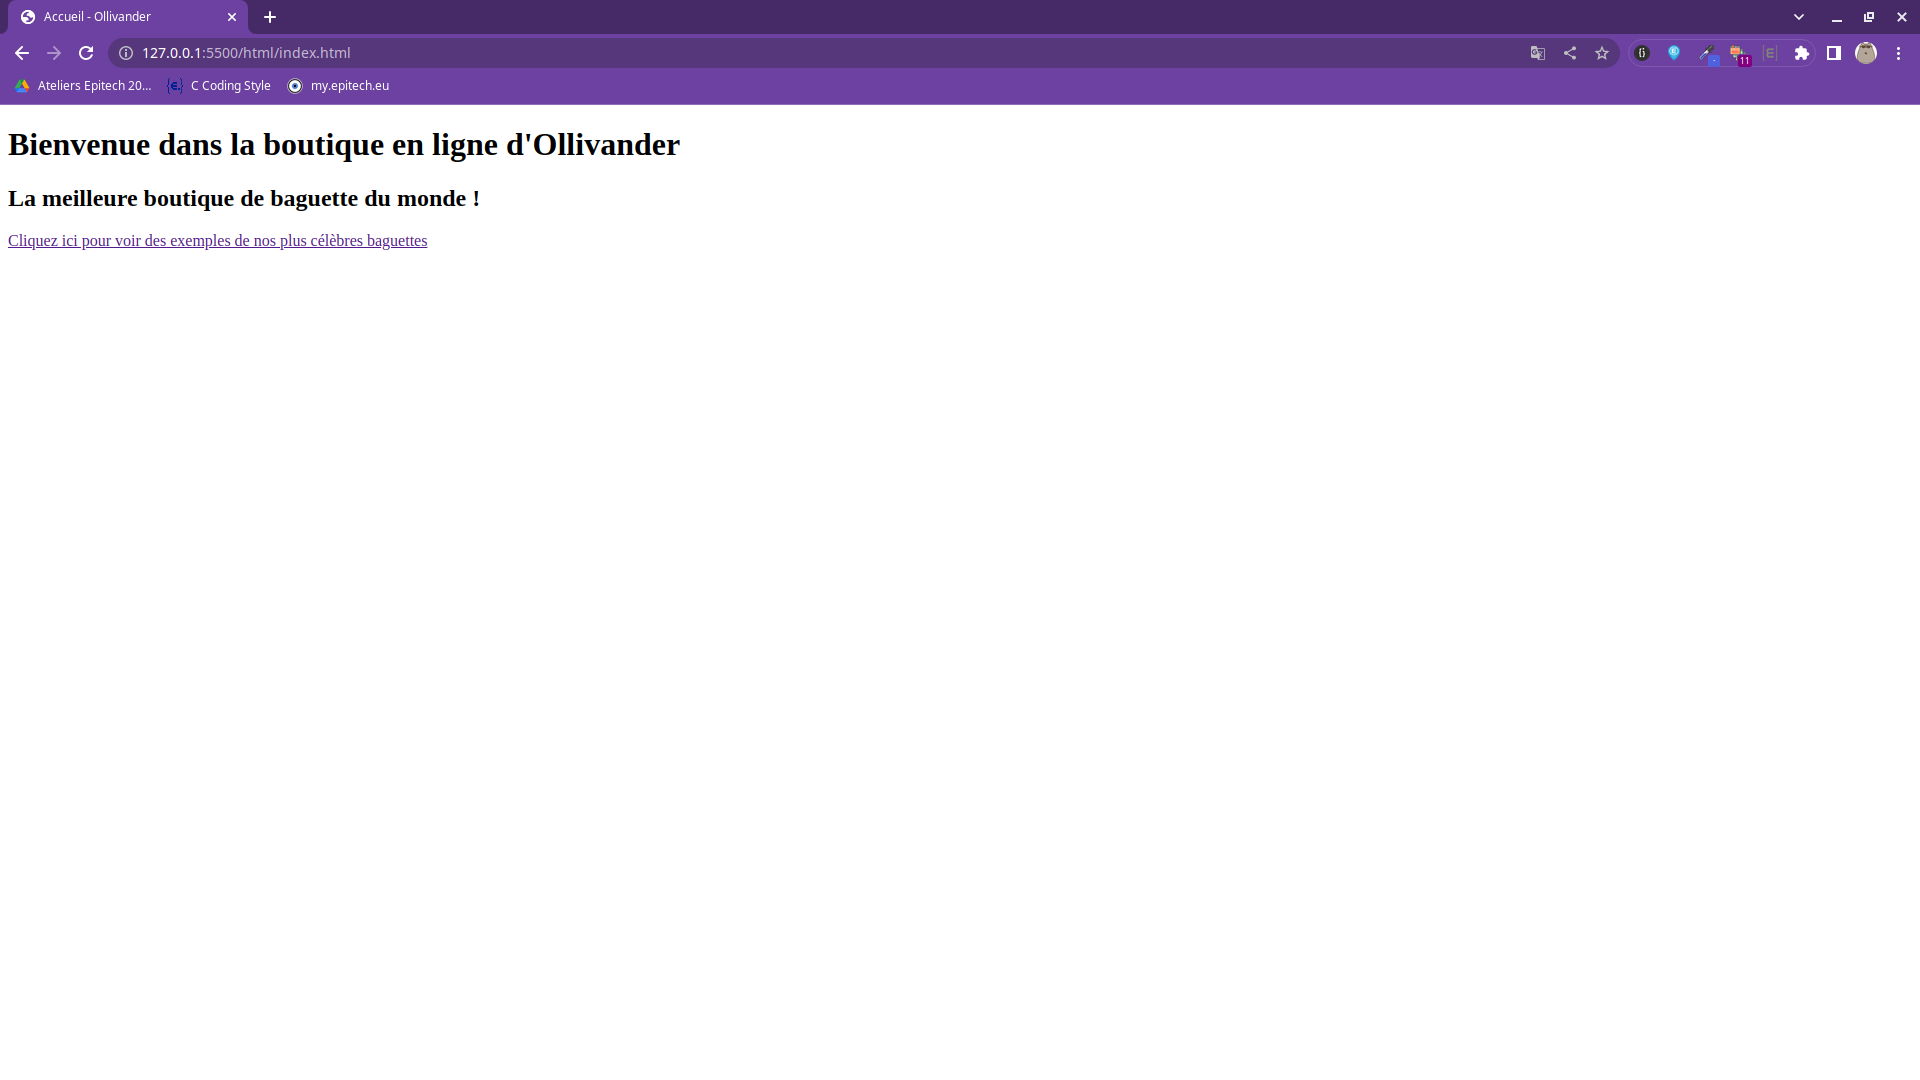 Accueil - Ollivander
127.0.0.1:5500/html/index.html
11
Ateliers Epitech 20...
C Coding Style
my.epitech.eu
Bienvenue dans la boutique en ligne d'Ollivander
La meilleure boutique de baguette du monde !
Cliquez ici pour voir des exemples de nos plus célèbres baguettes